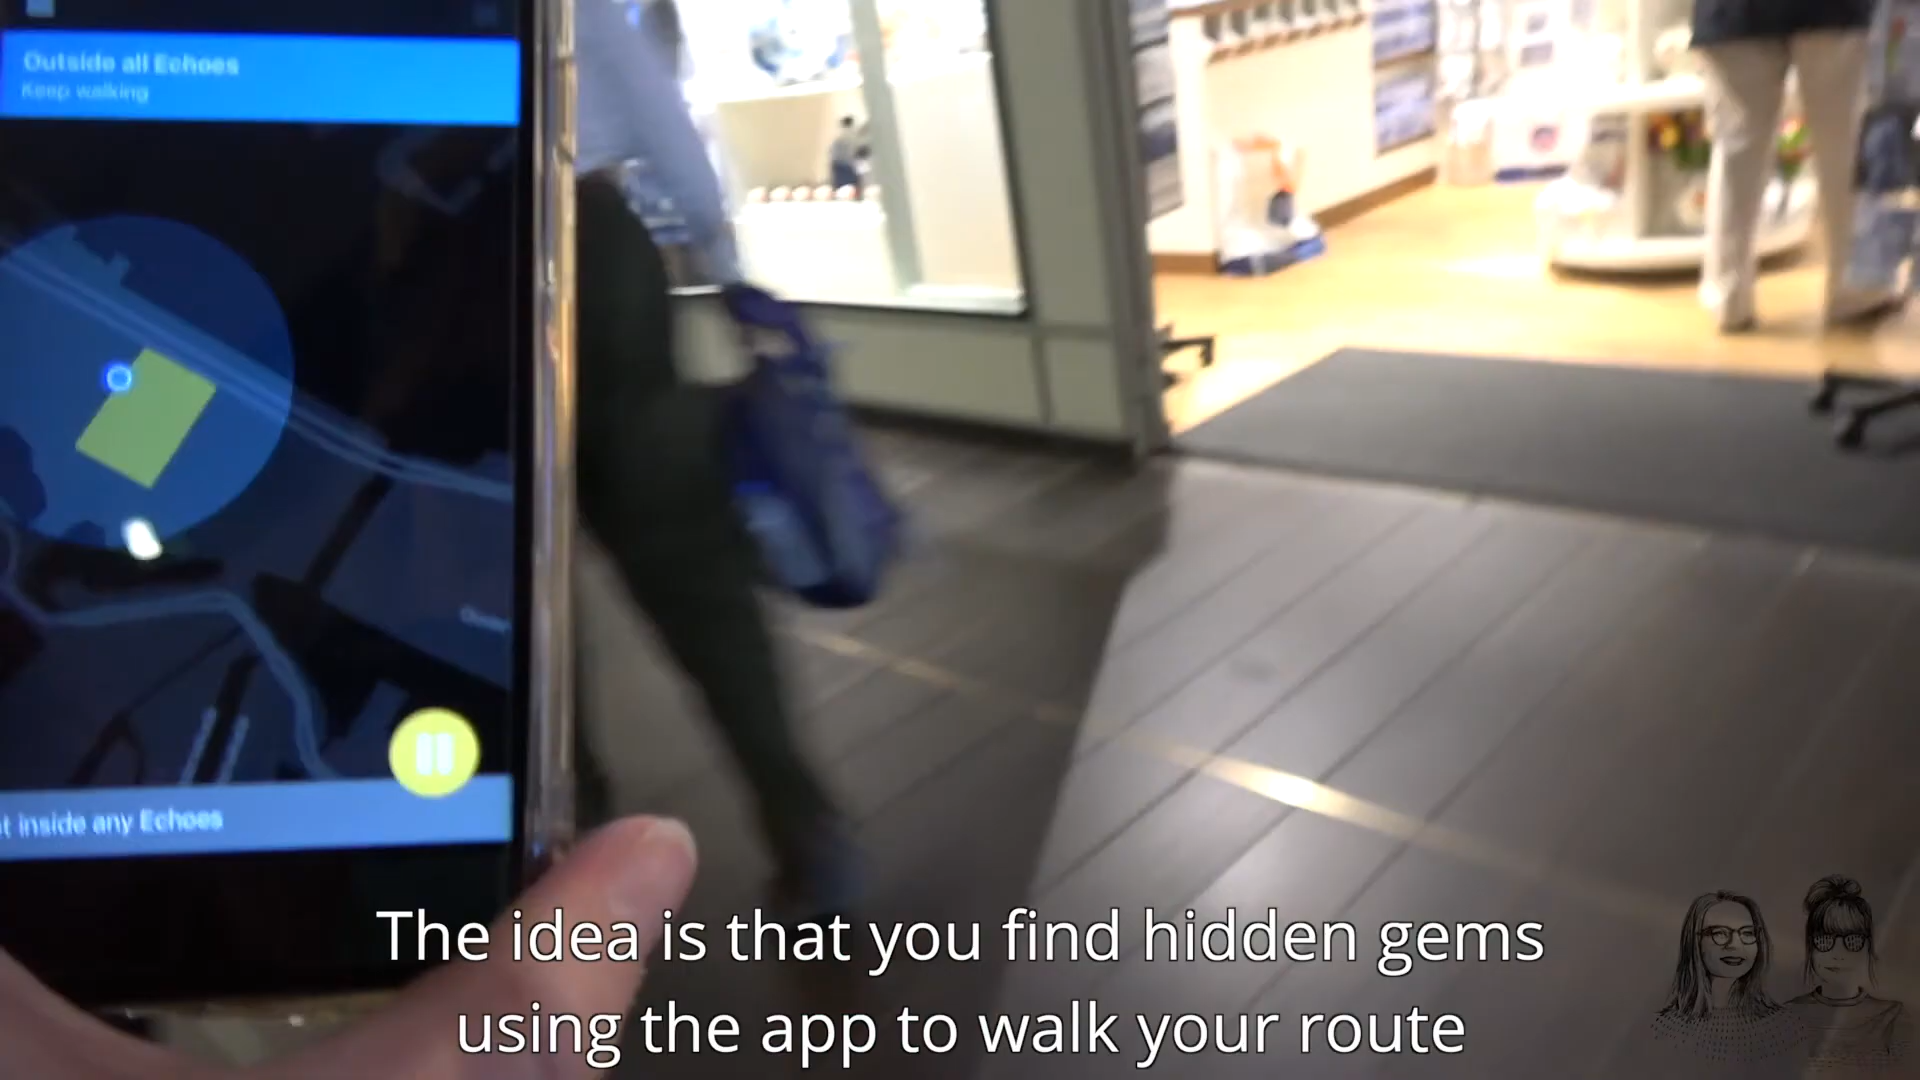 Outside all Echoes
Keep walking
t inside any Echoes
The idea is that you find hidden gems
using the app to walk your route